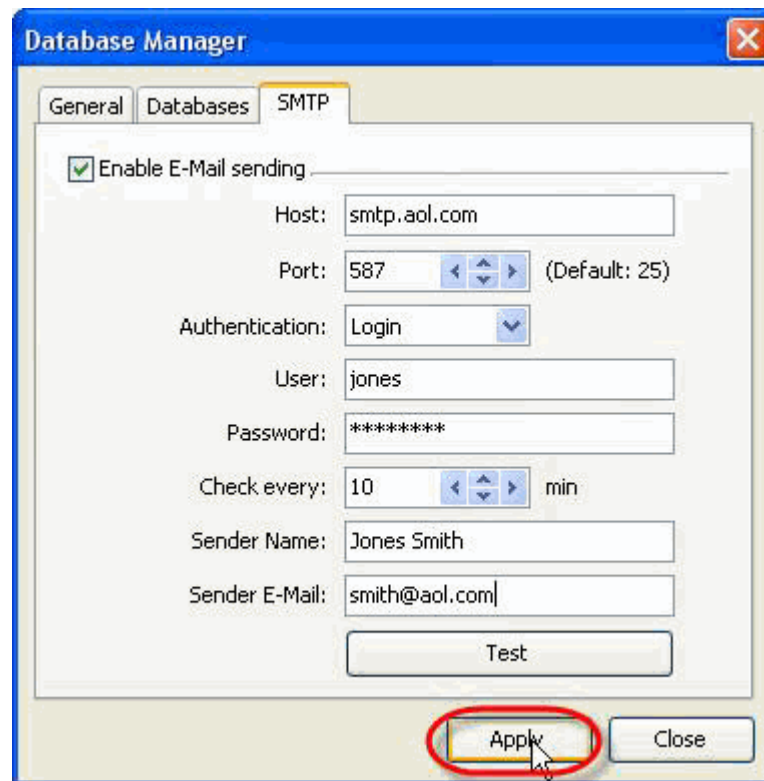 Database Manager
General Databases SMTP
Enable E-Mail sending
Host: smtp.aol.com
Port: 587 (Default: 25)
Authentication: Login
User: jones
Password: ********
Check every: 10 min
Sender Name: Jones Smith
Sender E-Mail: smith@aol.com
Test
Apply Close